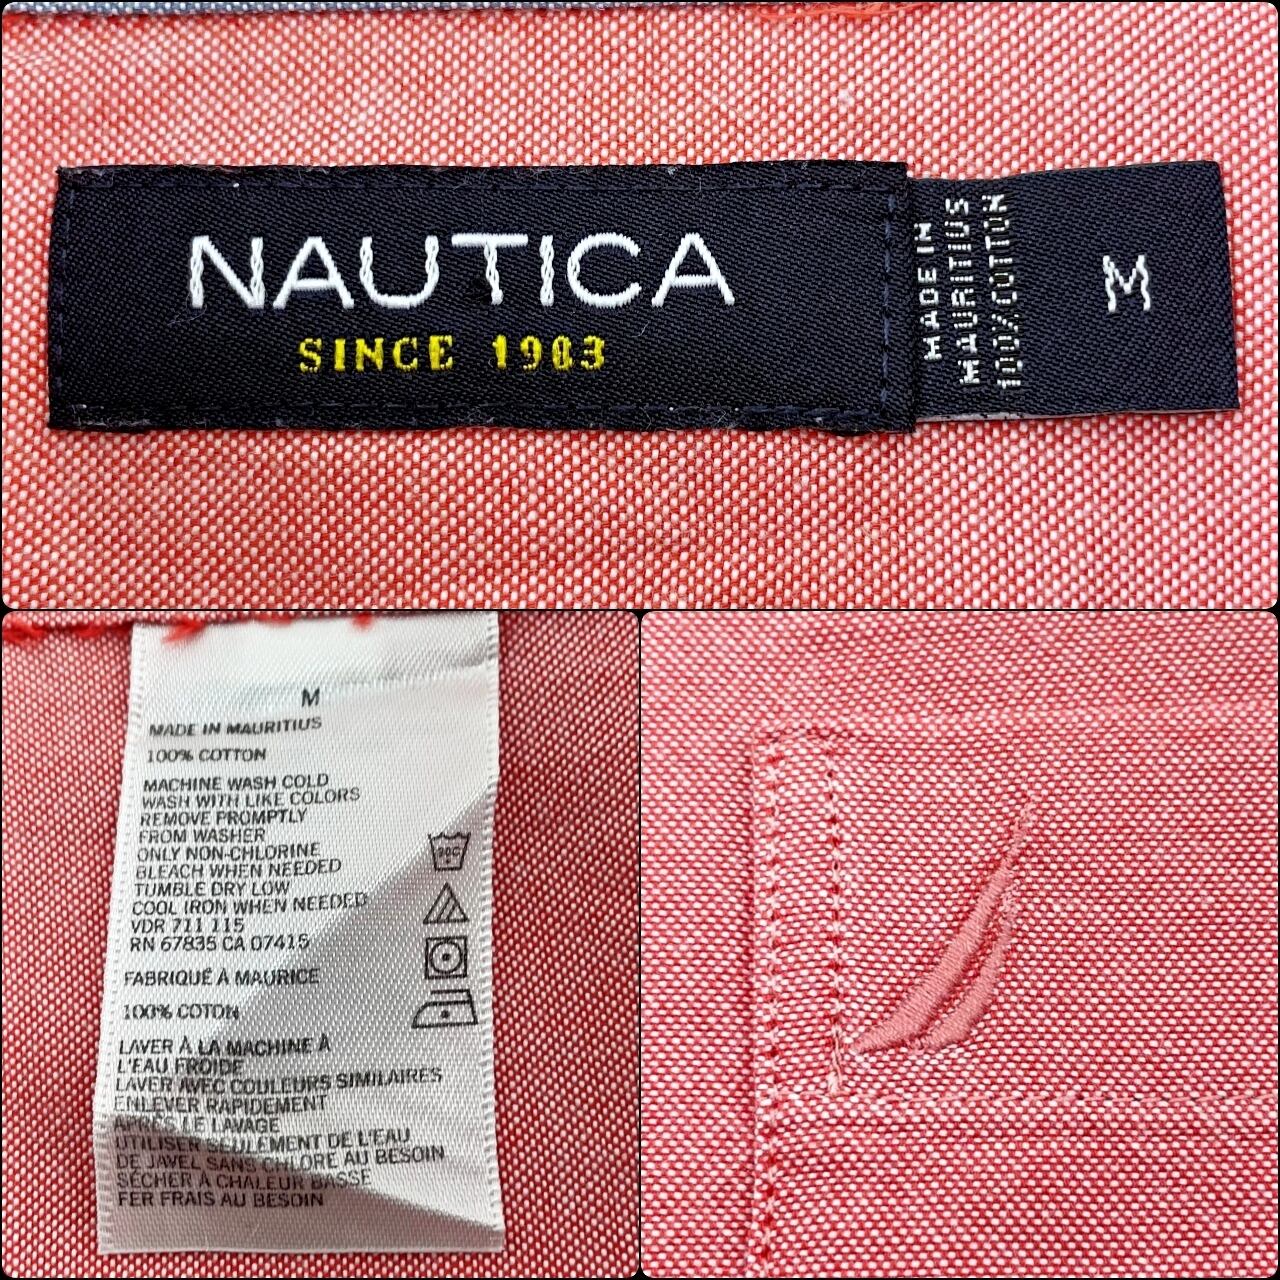 NAUTICA
SINCE 1983
MADE IN
MAURITIUS
100% COTTON
M
M
MADE IN MAURITIUS
100% COTTON
MACHINE WASH COLD
WASH WITH LIKE COLORS
REMOVE PROMPTLY
FROM WASHER
ONLY NON-CHLORINE
BLEACH WHEN NEEDED
TUMBLE DRY LOW
COOL IRON WHEN NEEDED
VDR 711 115
RN 67835 CA 07415
FABRIQUÉ À MAURICE
100% COTON
LAVER À LA MACHINE À
L'EAU FROIDE
LAVER AVEC COULEURS SIMILAIRES
ENLEVER RAPIDEMENT
APRÈS LE LAVAGE
UTILISER SEULEMENT DE L'EAU
DE JAVEL SANS CHLORE AU BESOIN
SÉCHER À CHALEUR BASSE
FER FRAIS AU BESOIN
30C